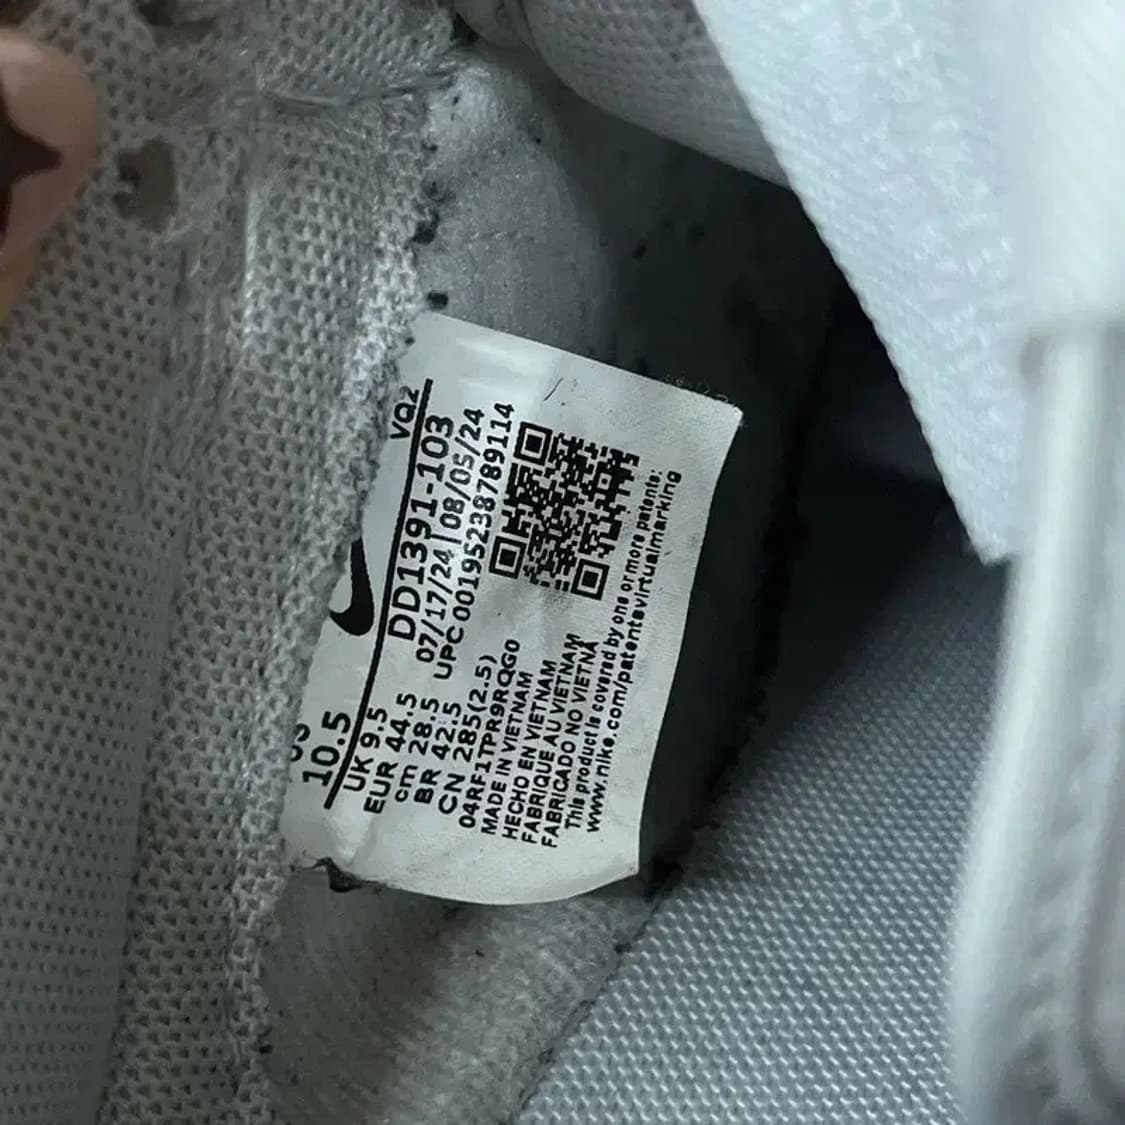 VQ2
US
10.5
DD1391-103
07/17/24|08/05/24
UPC 00195238789114
UK 9.5
EUR 44.5
cm 28.5
BR 42.5
CN 285(2.5)
04RF1TPR9RQG0
MADE IN VIETNAM
HECHO EN VIETNAM
FABRIQUE AU VIETNAM
FABRICADO NO VIETNÃ
This product is covered by one or more patents:
www.nike.com/patentsvirtualmarking